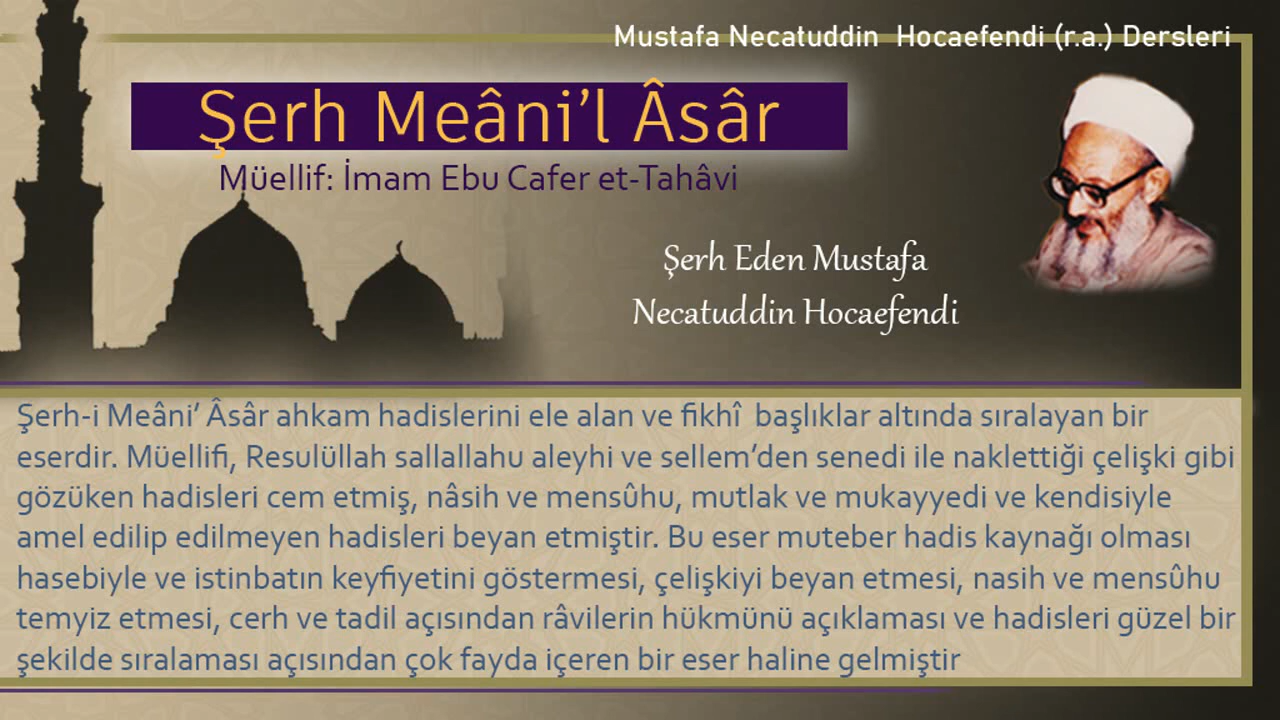 Mustafa Necatuddin Hocaefendi (r.a.) Dersleri
Şerh Meâni’l Âsâr
Müellif: İmam Ebu Cafer et-Tahâvi
Şerh Eden Mustafa
Necatuddin Hocaefendi
Şerh-i Meâni’ Âsâr ahkam hadislerini ele alan ve fıkhî başlıklar altında sıralayan bir
eserdir. Müellifi, Resulüllah sallallahu aleyhi ve sellem’den senedi ile naklettiği çelişki gibi
gözüken hadisleri cem etmiş, nâsih ve mensûhu, mutlak ve mukayyedi ve kendisiyle
amel edilip edilmeyen hadisleri beyan etmiştir. Bu eser muteber hadis kaynağı olması
hasebiyle ve istinbatın keyfiyetini göstermesi, çelişkiyi beyan etmesi, nasih ve mensûhu
temyiz etmesi, cerh ve tadil açısından râvilerin hükmünü açıklaması ve hadisleri güzel bir
şekilde sıralaması açısından çok fayda içeren bir eser haline gelmiştir